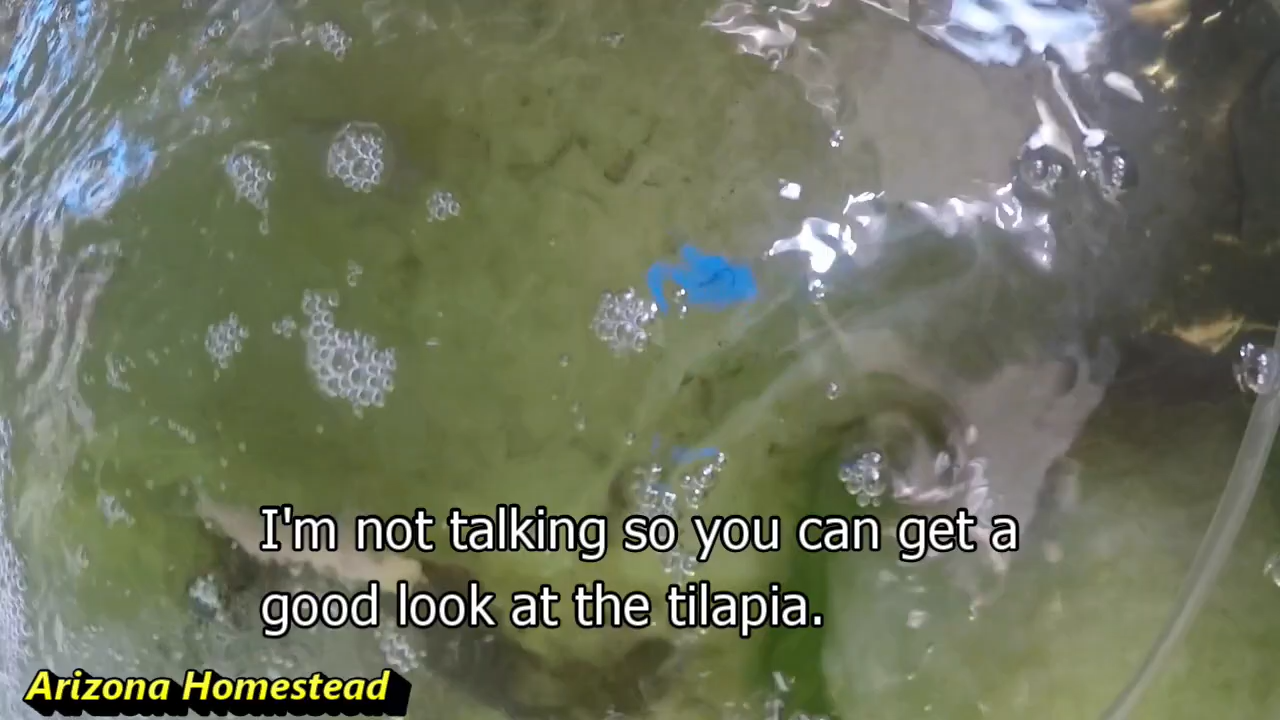 I'm not talking so you can get a
good look at the tilapia.
Arizona Homestead